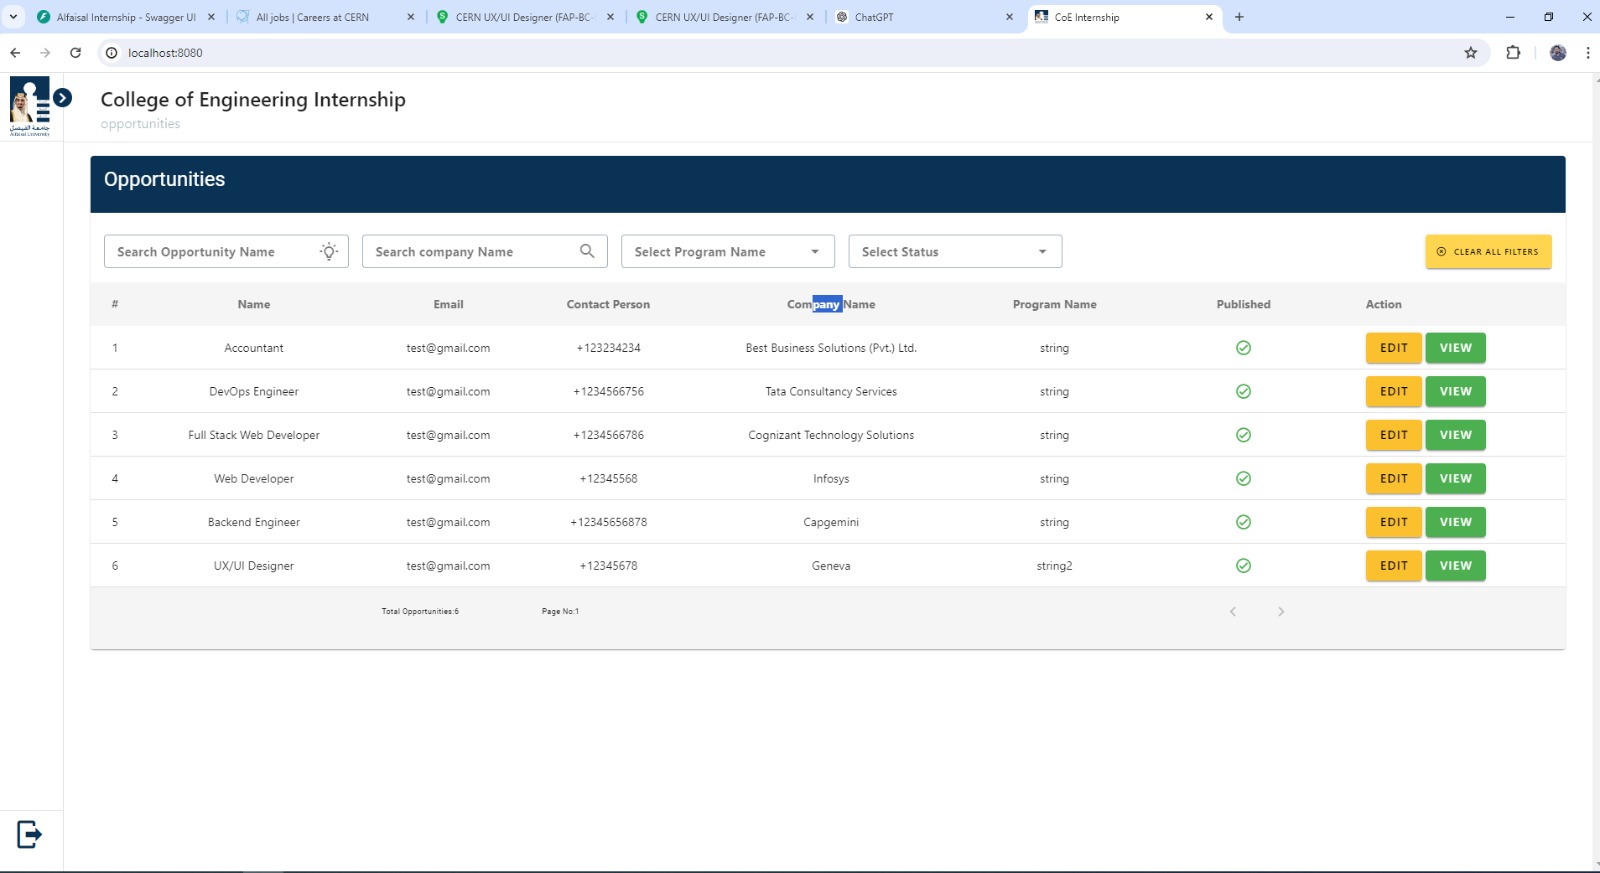 Alfaisal Internship - Swagger UI
All jobs | Careers at CERN
CERN UX/UI Designer (FAP-BC-
CERN UX/UI Designer (FAP-BC-
ChatGPT
CoE Internship
localhost:8080
جامعة الفيصل
Alfaisal University
College of Engineering Internship
opportunities
Opportunities
Search Opportunity Name
Search company Name
Select Program Name
Select Status
CLEAR ALL FILTERS
# Name Email Contact Person Company Name Program Name Published Action
1 Accountant test@gmail.com +123234234 Best Business Solutions (Pvt.) Ltd. string EDIT VIEW
2 DevOps Engineer test@gmail.com +1234566756 Tata Consultancy Services string EDIT VIEW
3 Full Stack Web Developer test@gmail.com +1234566786 Cognizant Technology Solutions string EDIT VIEW
4 Web Developer test@gmail.com +12345568 Infosys string EDIT VIEW
5 Backend Engineer test@gmail.com +12345656878 Capgemini string EDIT VIEW
6 UX/UI Designer test@gmail.com +12345678 Geneva string2 EDIT VIEW
Total Opportunities:6 Page No:1